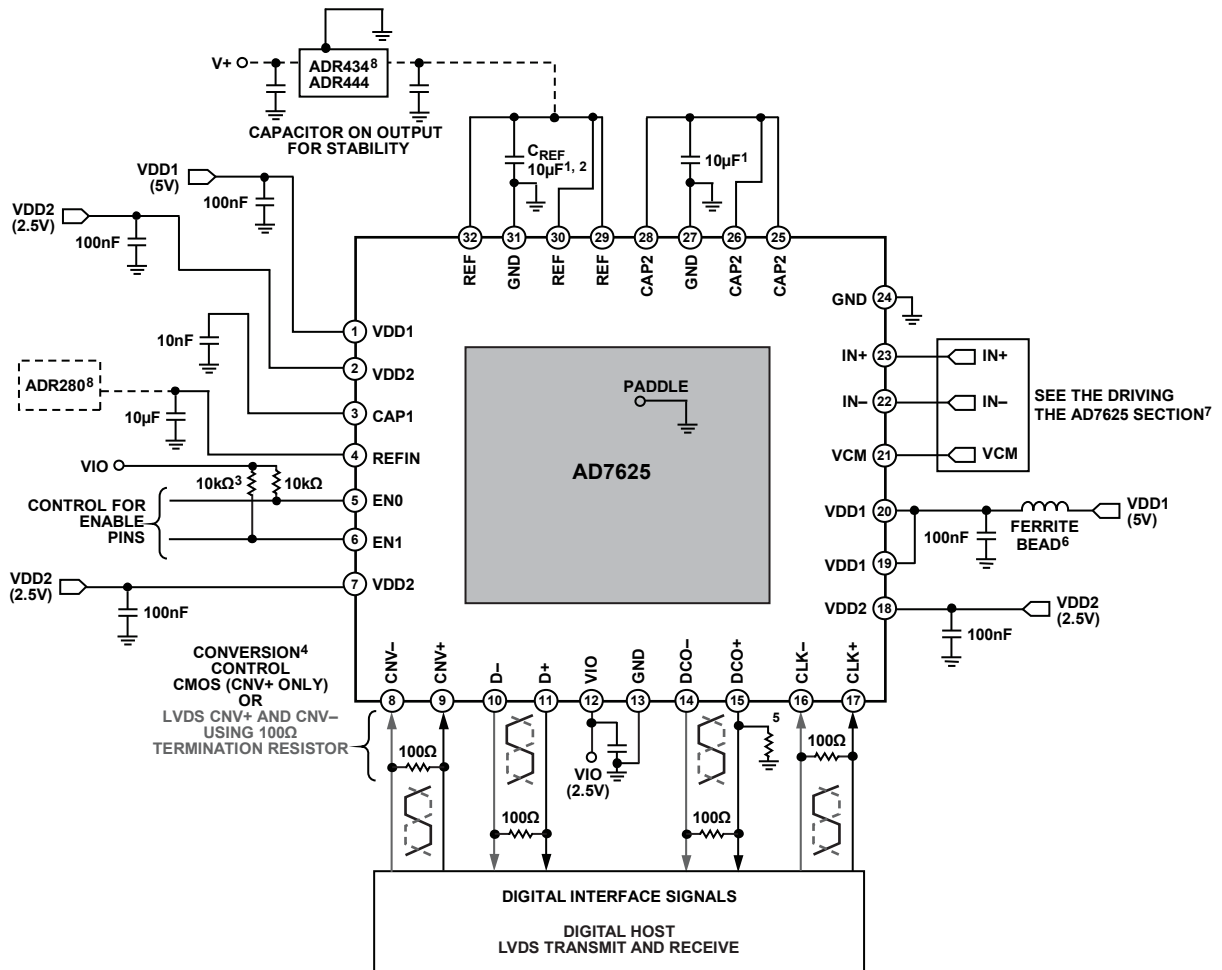 V+
ADR434⁸
ADR444
CAPACITOR ON OUTPUT
FOR STABILITY
VDD1
(5V)
100nF
VDD2
(2.5V)
100nF
C_REF
10µF¹, ²
10µF¹
32
31
30
29
28
27
26
25
REF
GND
REF
REF
CAP2
GND
CAP2
CAP2
10nF
ADR280⁸
10µF
VIO
10kΩ³
10kΩ
CONTROL FOR
ENABLE
PINS
VDD2
(2.5V)
100nF
1 VDD1
2 VDD2
3 CAP1
4 REFIN
5 EN0
6 EN1
7 VDD2
PADDLE
AD7625
GND 24
IN+ 23
IN– 22
VCM 21
VDD1 20
VDD1 19
VDD2 18
IN+
IN–
VCM
SEE THE DRIVING
THE AD7625 SECTION⁷
VDD1
(5V)
100nF
FERRITE
BEAD⁶
VDD2
(2.5V)
100nF
CONVERSION⁴
CONTROL
CMOS (CNV+ ONLY)
OR
LVDS CNV+ AND CNV–
USING 100Ω
TERMINATION RESISTOR
CNV–
CNV+
D–
D+
VIO
GND
DCO–
DCO+
CLK–
CLK+
8
9
10
11
12
13
14
15
16
17
100Ω
100Ω
VIO
(2.5V)
100Ω
5
100Ω
DIGITAL INTERFACE SIGNALS
DIGITAL HOST
LVDS TRANSMIT AND RECEIVE